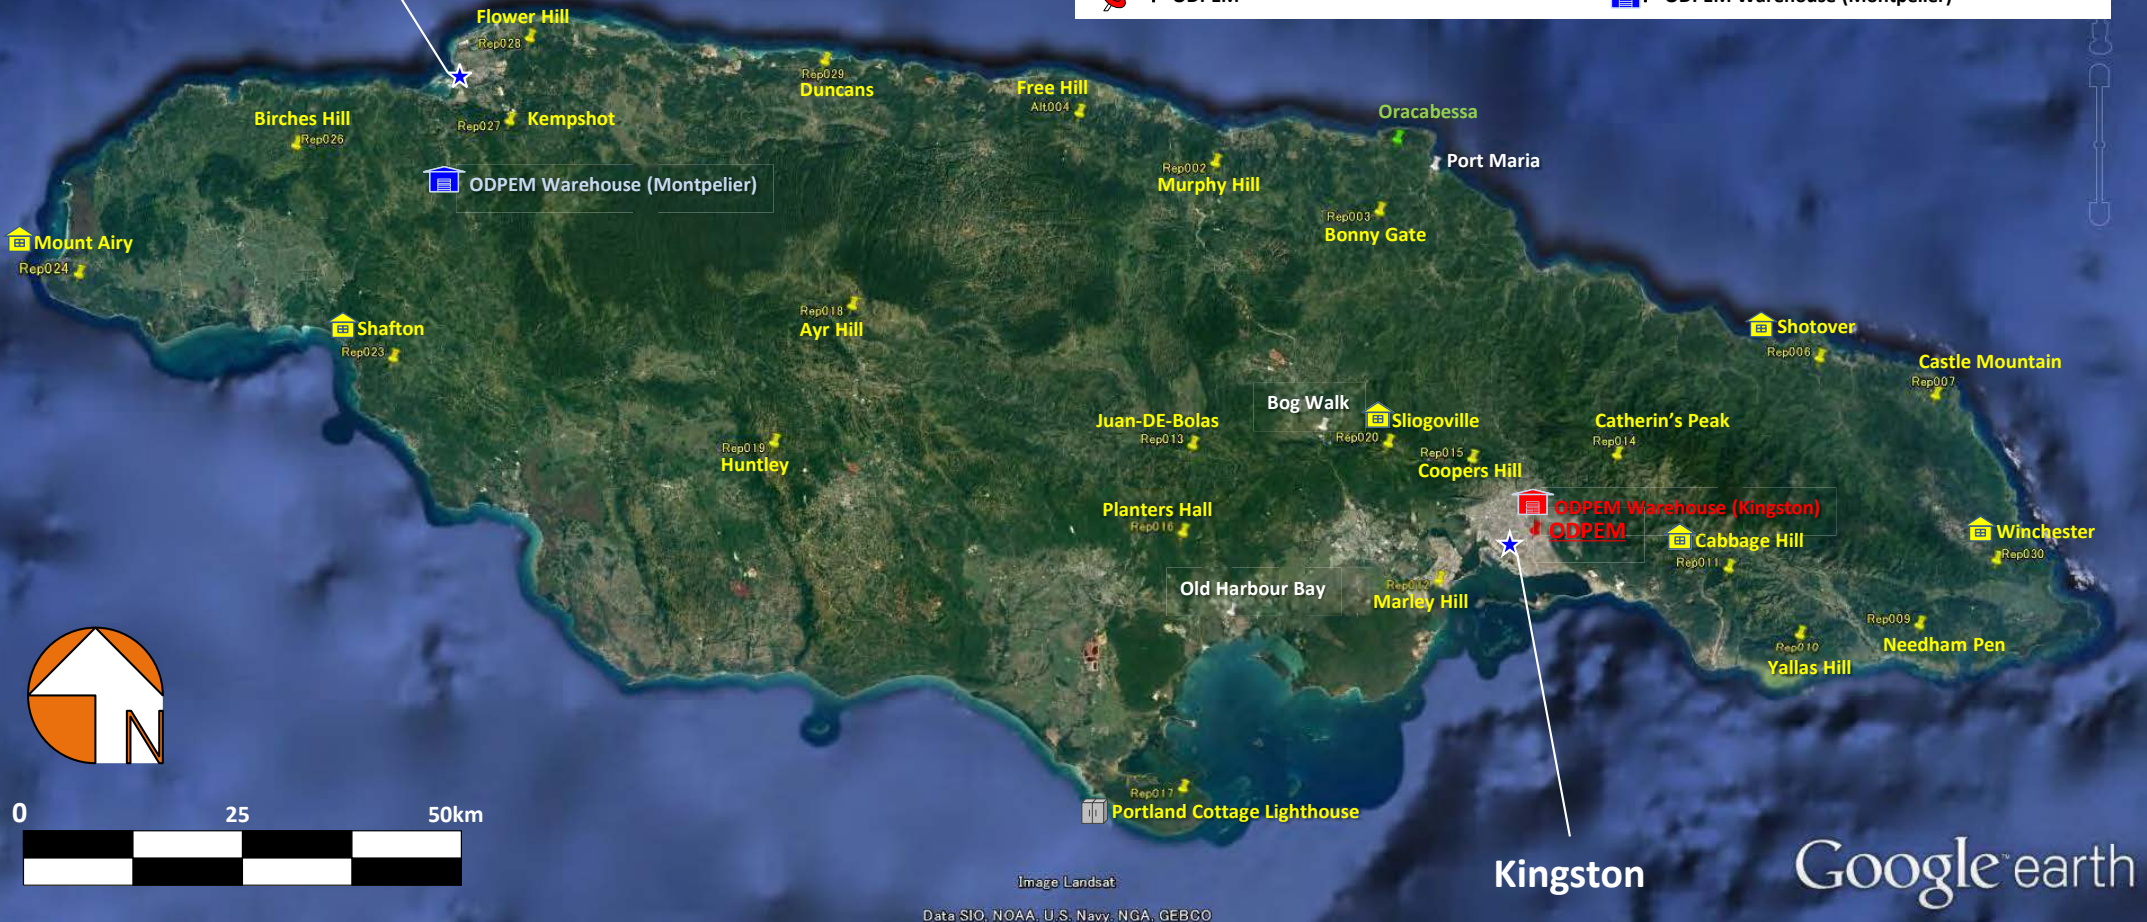 ODPEM Warehouse (Montpelier)
Flower Hill
Rep028
Rep029
Duncans
Free Hill
Alt004
Birches Hill
Rep026
Rep027
Kempshot
Oracabessa
Port Maria
ODPEM Warehouse (Montpelier)
Rep002
Murphy Hill
Rep003
Bonny Gate
Mount Airy
Rep024
Rep018
Ayr Hill
Shafton
Rep023
Shotover
Rep006
Castle Mountain
Rep007
Bog Walk
Juan-DE-Bolas
Rep013
Sliogoville
Rep020
Catherin's Peak
Rep014
Rep019
Huntley
Rep015
Coopers Hill
Planters Hall
Rep016
ODPEM Warehouse (Kingston)
ODPEM
Cabbage Hill
Rep011
Winchester
Rep030
Old Harbour Bay
Rep012
Marley Hill
Rep009
Needham Pen
Rep010
Yallas Hill
N
Rep017
Portland Cottage Lighthouse
0 25 50km
Kingston
Google earth
Image Landsat
Data SIO, NOAA, U.S. Navy, NGA, GEBCO